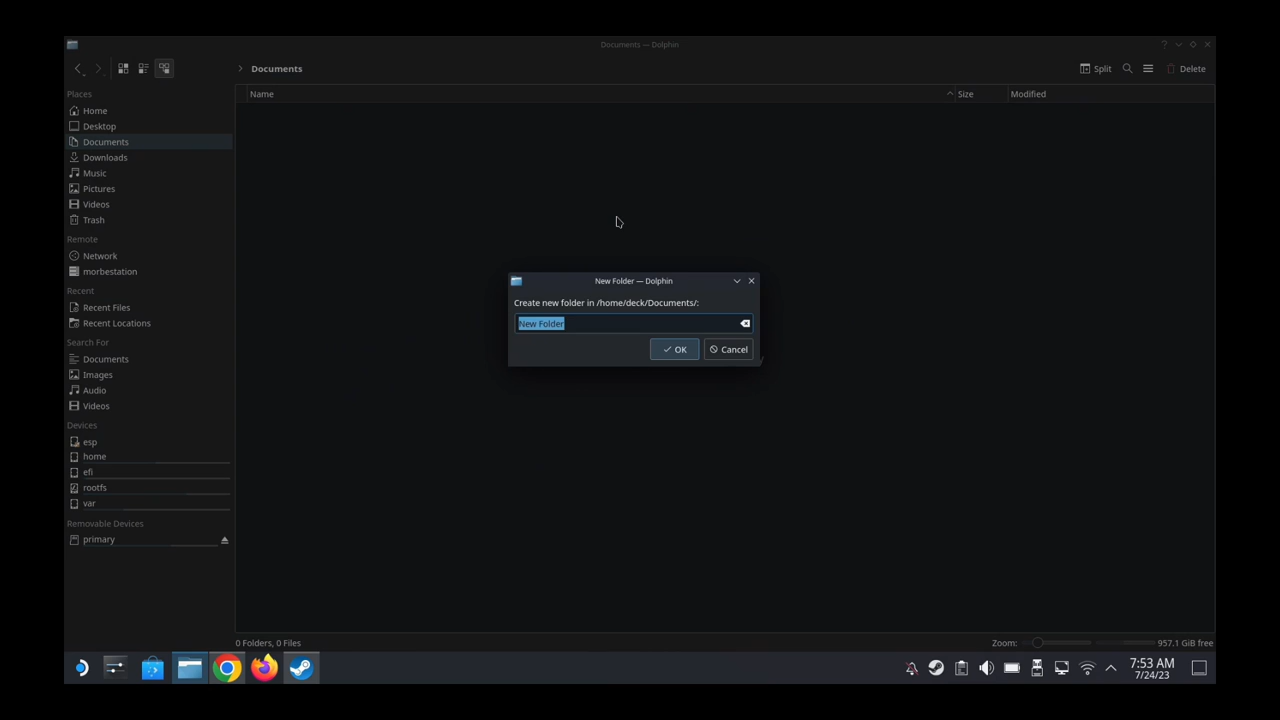 Documents — Dolphin
Documents
Split
Delete
Places
Home
Desktop
Documents
Downloads
Music
Pictures
Videos
Trash
Remote
Network
morbestation
Recent
Recent Files
Recent Locations
Search For
Documents
Images
Audio
Videos
Devices
esp
home
efi
rootfs
var
Removable Devices
primary
Name
Size
Modified
New Folder — Dolphin
Create new folder in /home/deck/Documents/:
New Folder
OK
Cancel
0 Folders, 0 Files
Zoom:
957.1 GiB free
7:53 AM
7/24/23